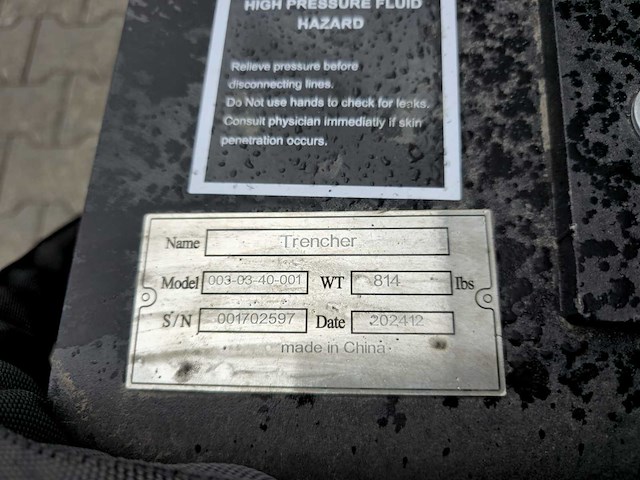 HIGH PRESSURE FLUID
HAZARD
Relieve pressure before
disconnecting lines.
Do Not use hands to check for leaks.
Consult physician immediatly if skin
penetration occurs.
Name Trencher
Model 003-03-40-001 WT 814 lbs
S/N 001702597 Date 202412
made in China